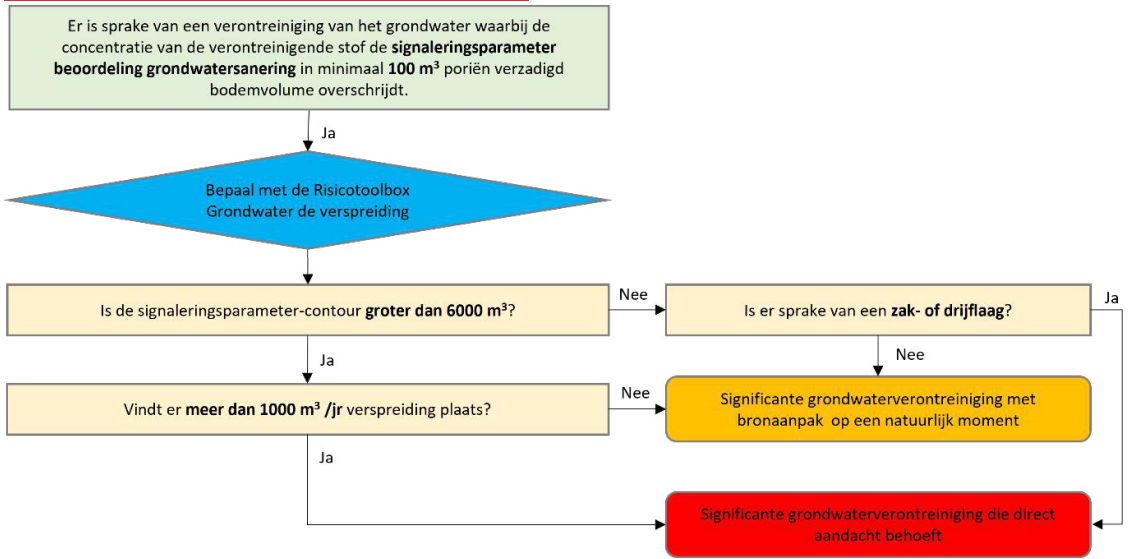 Er is sprake van een verontreiniging van het grondwater waarbij de
concentratie van de verontreinigende stof de signaleringsparameter
beoordeling grondwatersanering in minimaal 100 m³ poriën verzadigd
bodemvolume overschrijdt.
Ja
Bepaal met de Risicotoolbox
Grondwater de verspreiding
Is de signaleringsparameter-contour groter dan 6000 m³?
Nee
Is er sprake van een zak- of drijflaag?
Ja
Ja
Nee
Vindt er meer dan 1000 m³ /jr verspreiding plaats?
Nee
Significante grondwaterverontreiniging met
bronaanpak op een natuurlijk moment
Ja
Significante grondwaterverontreiniging die direct
aandacht behoeft